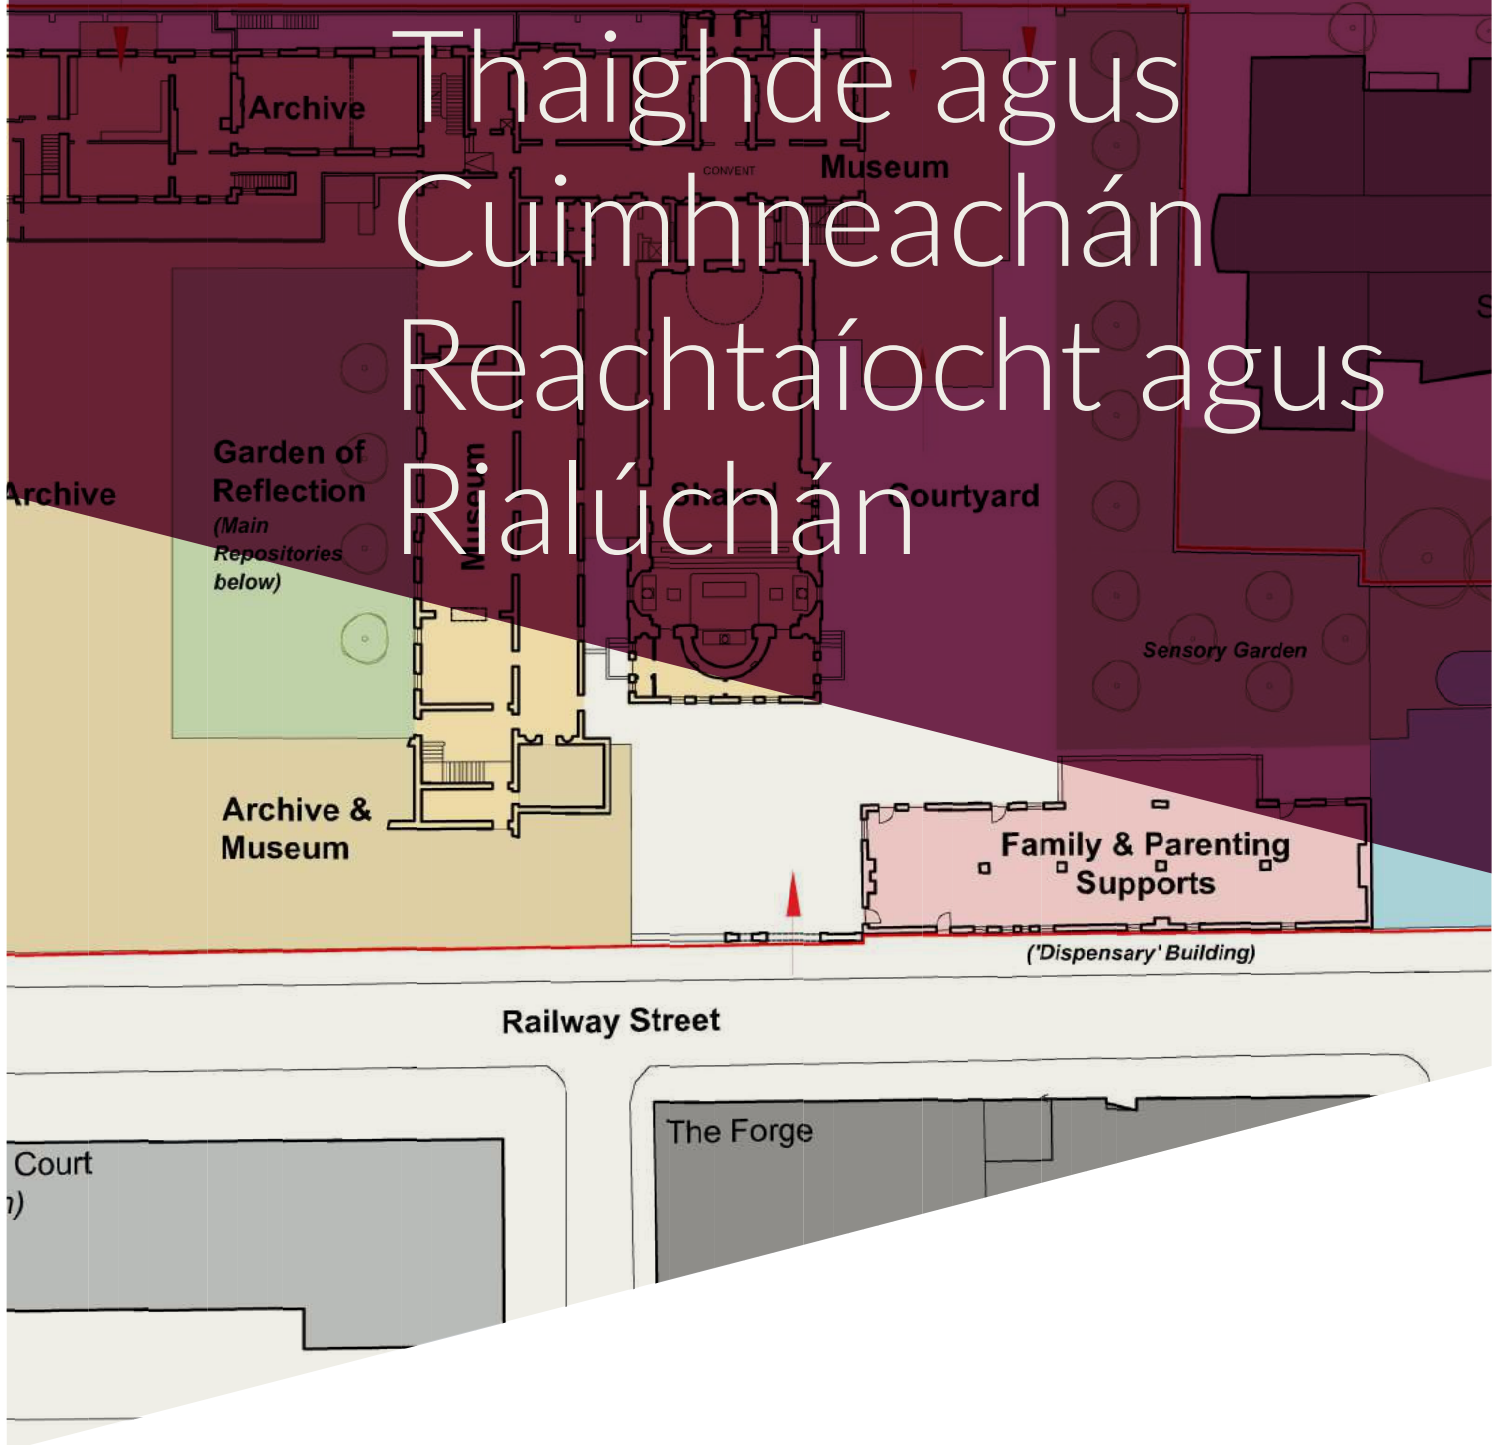 Thaighde agus
Cuimhneachán
Reachtaíocht agus
Rialúchán
Archive
CONVENT
Museum
Garden of
Reflection
(Main
Repositories
below)
Archive
Museum
Shared
Courtyard
Sensory Garden
Archive &
Museum
Family & Parenting
Supports
('Dispensary' Building)
Railway Street
The Forge
Court